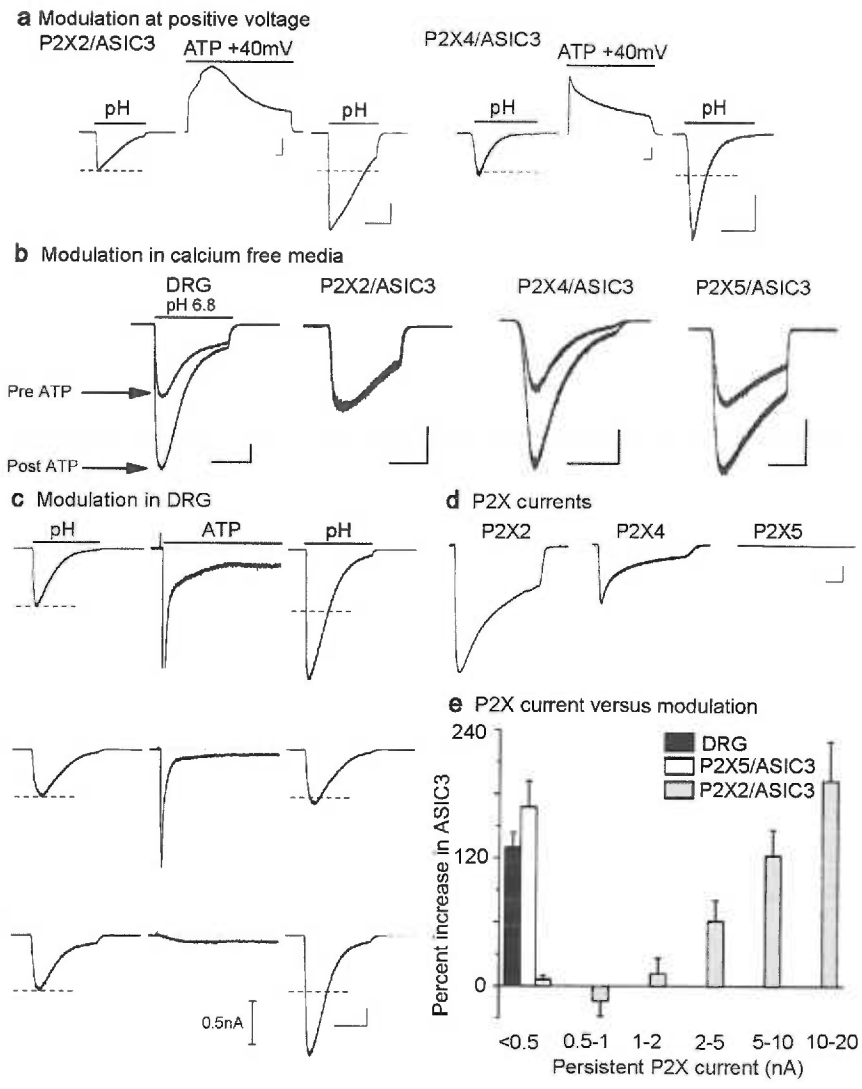 a Modulation at positive voltage
P2X2/ASIC3
ATP +40mV
pH
pH
P2X4/ASIC3
ATP +40mV
pH
pH
b Modulation in calcium free media
DRG
pH 6.8
P2X2/ASIC3
P2X4/ASIC3
P2X5/ASIC3
Pre ATP
Post ATP
c Modulation in DRG
pH
ATP
pH
0.5nA
d P2X currents
P2X2
P2X4
P2X5
e P2X current versus modulation
240
120
0
Percent increase in ASIC3
DRG
P2X5/ASIC3
P2X2/ASIC3
<0.5 0.5-1 1-2 2-5 5-10 10-20
Persistent P2X current (nA)